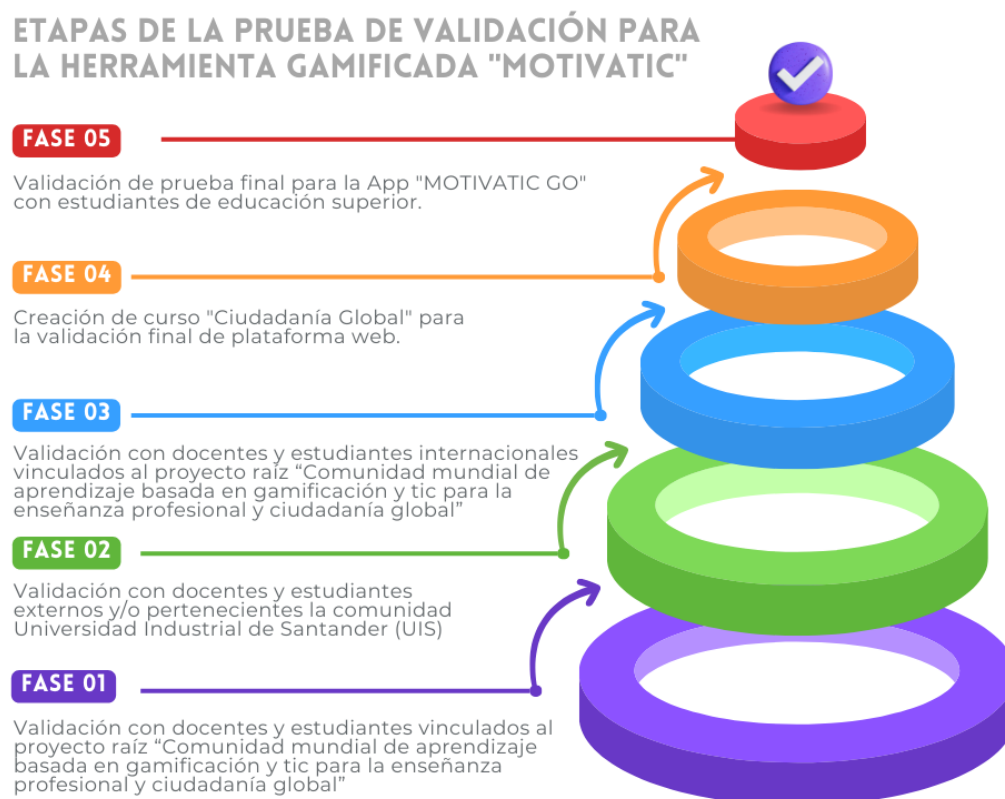 ETAPAS DE LA PRUEBA DE VALIDACIÓN PARA
LA HERRAMIENTA GAMIFICADA "MOTIVATIC"
FASE 05
Validación de prueba final para la App "MOTIVATIC GO"
con estudiantes de educación superior.
FASE 04
Creación de curso "Ciudadanía Global" para
la validación final de plataforma web.
FASE 03
Validación con docentes y estudiantes internacionales
vinculados al proyecto raíz “Comunidad mundial de
aprendizaje basada en gamificación y tic para la
enseñanza profesional y ciudadanía global”
FASE 02
Validación con docentes y estudiantes
externos y/o pertenecientes la comunidad
Universidad Industrial de Santander (UIS)
FASE 01
Validación con docentes y estudiantes vinculados al
proyecto raíz “Comunidad mundial de aprendizaje
basada en gamificación y tic para la enseñanza
profesional y ciudadanía global”